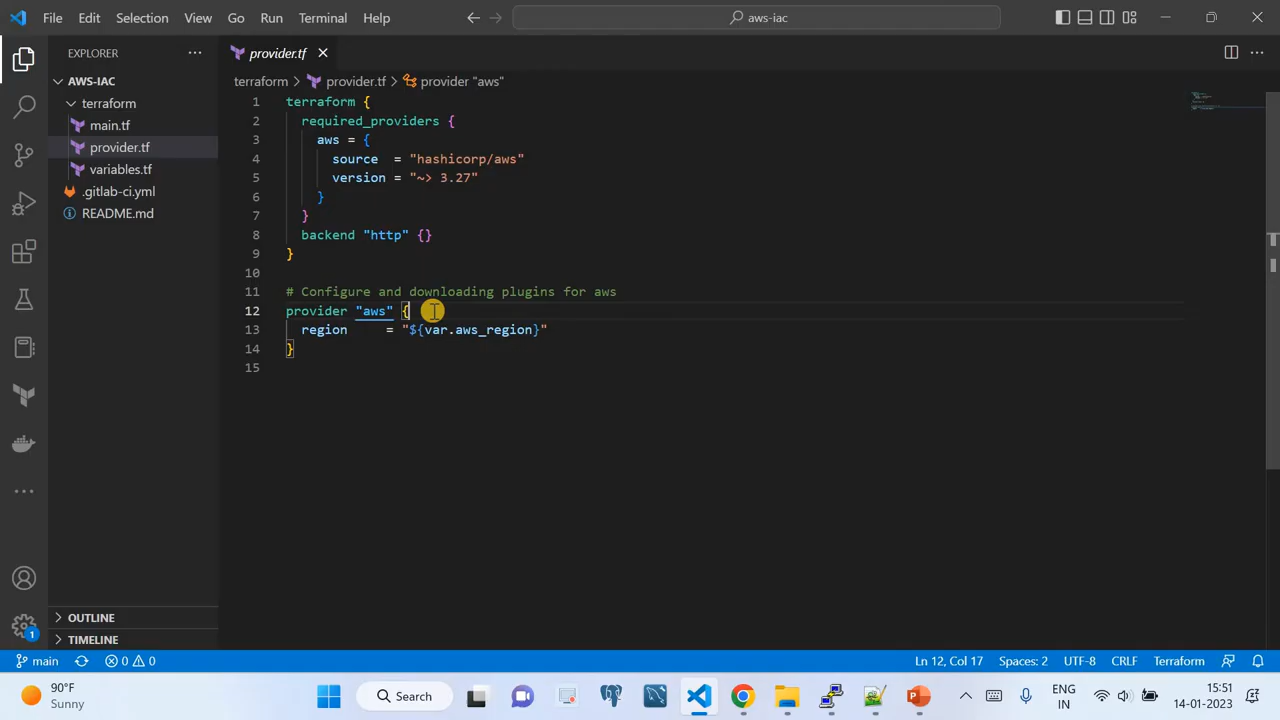 File Edit Selection View Go Run Terminal Help
aws-iac
EXPLORER
provider.tf
AWS-IAC
terraform
main.tf
provider.tf
variables.tf
.gitlab-ci.yml
README.md
OUTLINE
TIMELINE
terraform > provider.tf > provider "aws"
1 terraform {
2 required_providers {
3 aws = {
4 source = "hashicorp/aws"
5 version = "~> 3.27"
6 }
7 }
8 backend "http" {}
9 }
10
11 # Configure and downloading plugins for aws
12 provider "aws" {
13 region = "${var.aws_region}"
14 }
15
1
main 0 0 Ln 12, Col 17 Spaces: 2 UTF-8 CRLF Terraform
90°F
Sunny
Search
ENG
IN
15:51
14-01-2023